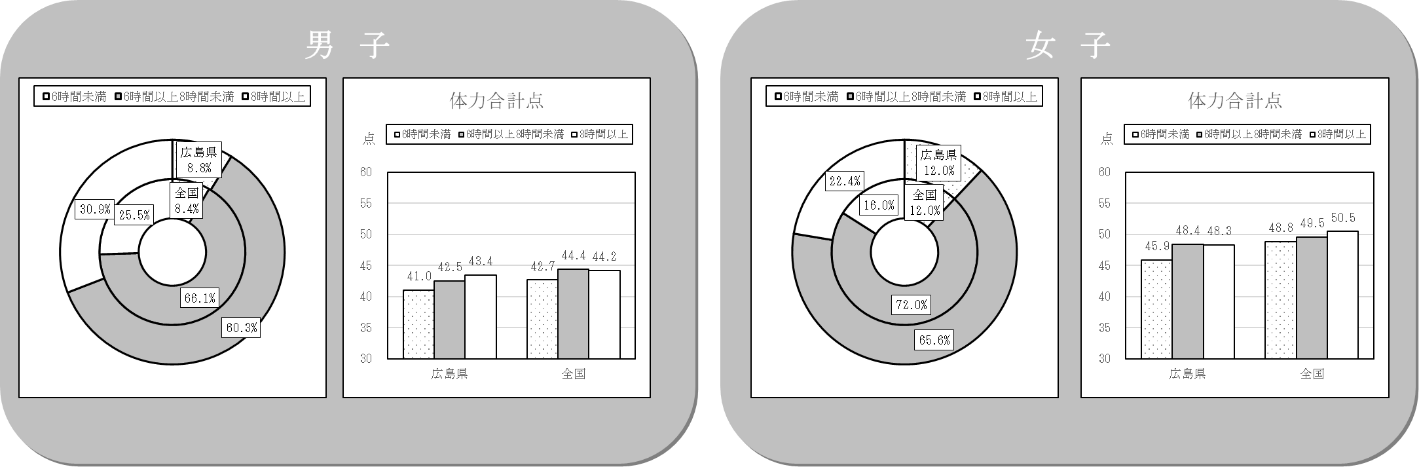 男 子
6時間未満 6時間以上8時間未満 8時間以上
広島県
8.8%
全国
8.4%
30.9%
25.5%
66.1%
60.3%
体力合計点
点
6時間未満 6時間以上8時間未満 8時間以上
60
55
50
45
40
35
30
41.0
42.5
43.4
42.7
44.4
44.2
広島県
全国
女 子
6時間未満 6時間以上8時間未満 8時間以上
広島県
12.0%
全国
12.0%
22.4%
16.0%
72.0%
65.6%
体力合計点
点
6時間未満 6時間以上8時間未満 8時間以上
60
55
50
45
40
35
30
45.9
48.4
48.3
48.8
49.5
50.5
広島県
全国